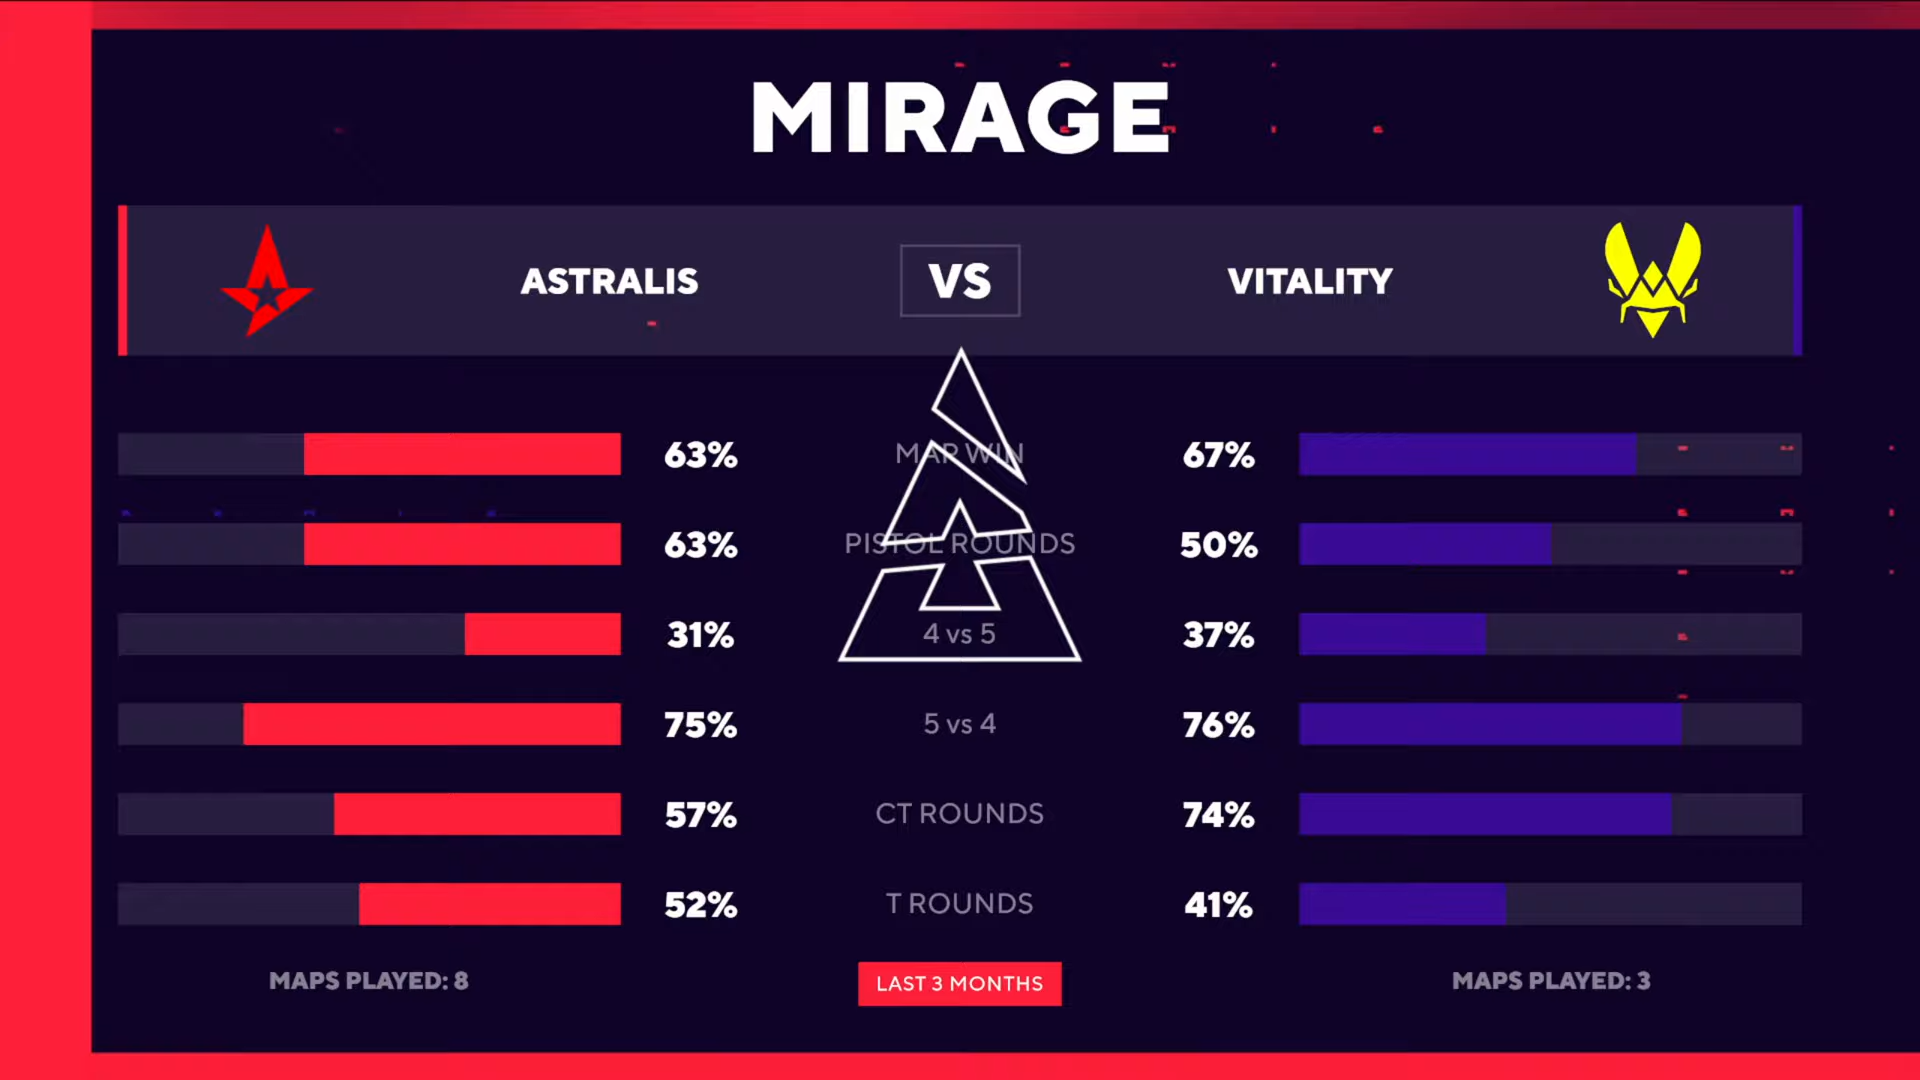 MIRAGE
ASTRALIS VS VITALITY
63% MAP WIN 67%
63% PISTOL ROUNDS 50%
31% 4 vs 5 37%
75% 5 vs 4 76%
57% CT ROUNDS 74%
52% T ROUNDS 41%
MAPS PLAYED: 8 LAST 3 MONTHS MAPS PLAYED: 3